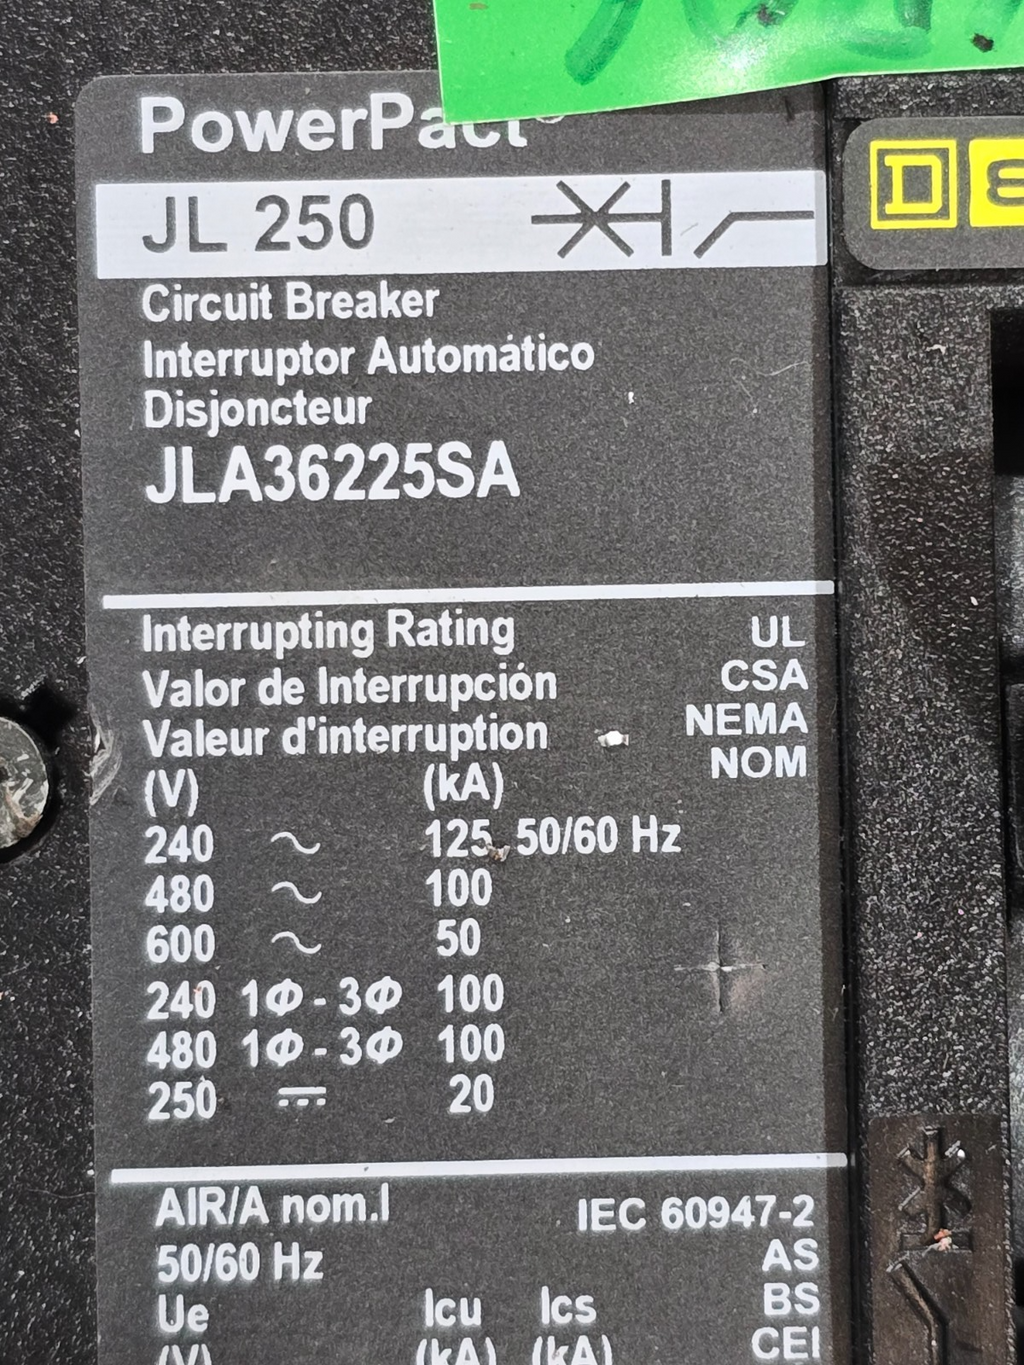 PowerPact
JL 250
Circuit Breaker
Interruptor Automático
Disjoncteur
JLA36225SA
Interrupting Rating UL
Valor de Interrupción CSA
Valeur d'interruption NEMA
NOM
(V) (kA)
240 ~ 125 50/60 Hz
480 ~ 100
600 ~ 50
240 1Φ - 3Φ 100
480 1Φ - 3Φ 100
250 ⎓ 20
AIR/A nom.I IEC 60947-2
50/60 Hz AS
Ue Icu Ics BS
(V) (kA) (kA) CEI
D